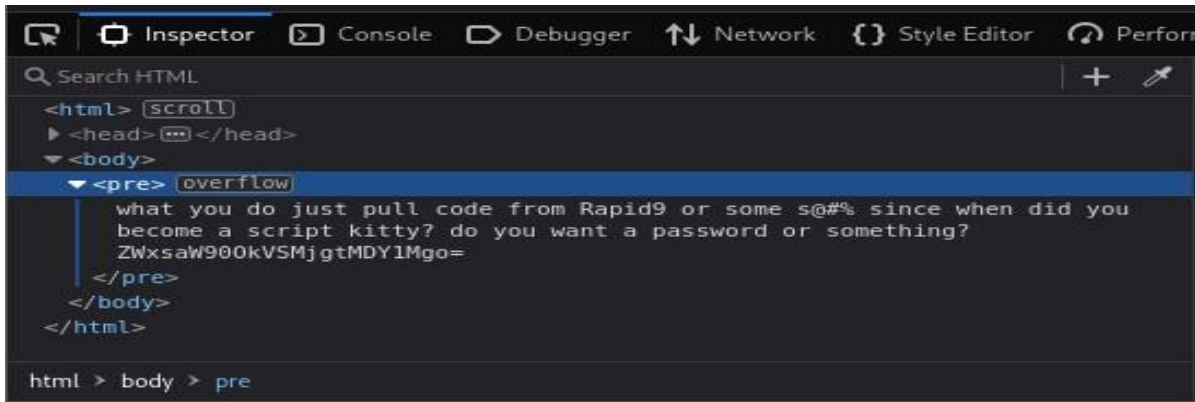 Inspector Console Debugger Network {} Style Editor Perfor
Search HTML
<html> scroll
<head> ... </head>
<body>
<pre> overflow
what you do just pull code from Rapid9 or some s@#% since when did you
become a script kitty? do you want a password or something?
ZWxsaW90OkVSMjgtMDY1Mgo=
</pre>
</body>
</html>
html > body > pre